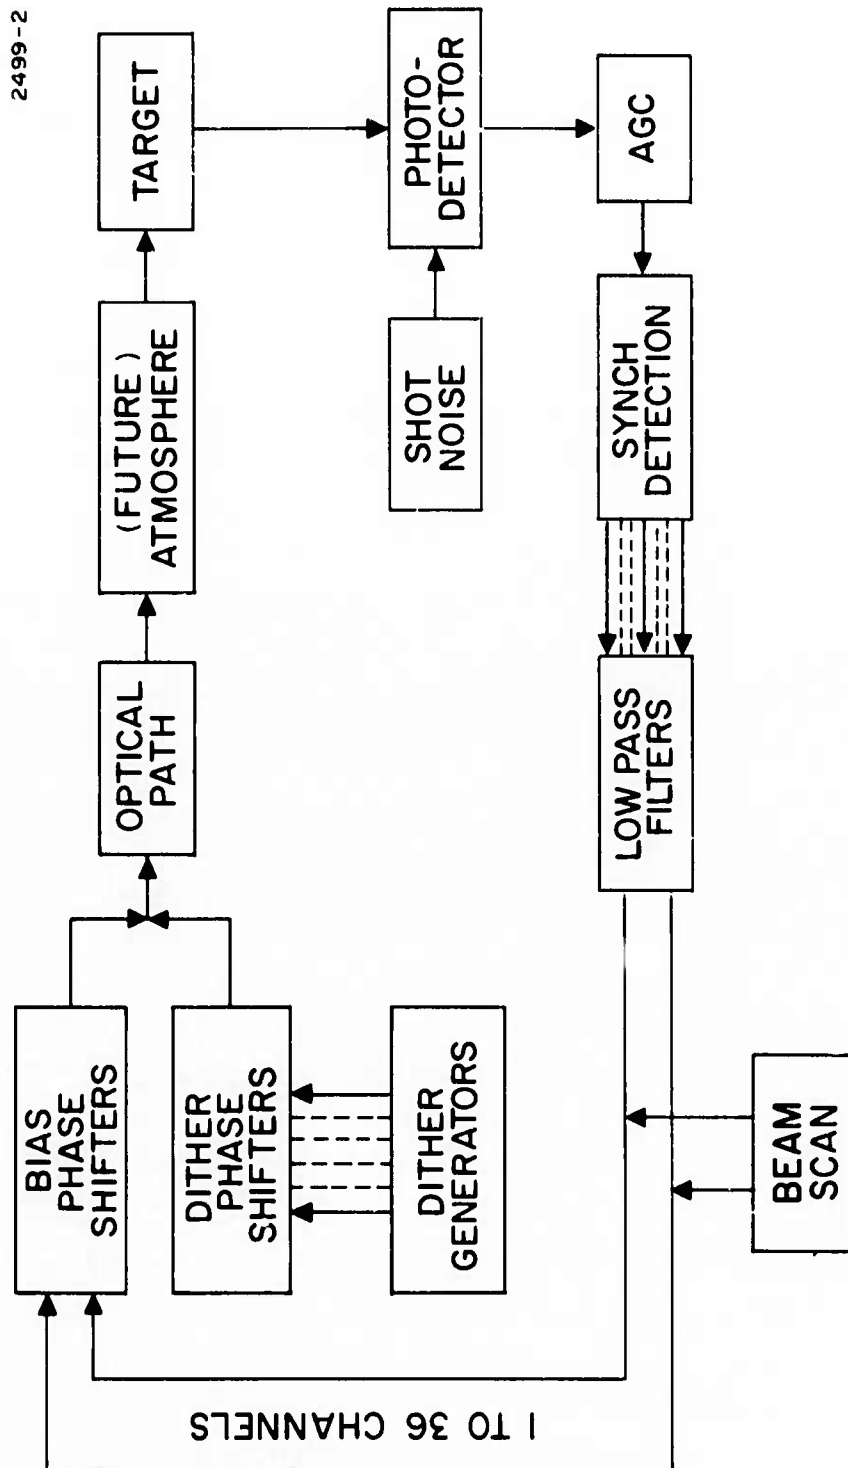 2499-2
BIAS
PHASE
SHIFTERS
DITHER
PHASE
SHIFTERS
DITHER
GENERATORS
OPTICAL
PATH
(FUTURE)
ATMOSPHERE
TARGET
SHOT
NOISE
PHOTO-
DETECTOR
AGC
SYNCH
DETECTION
LOW PASS
FILTERS
BEAM
SCAN
1 TO 36 CHANNELS